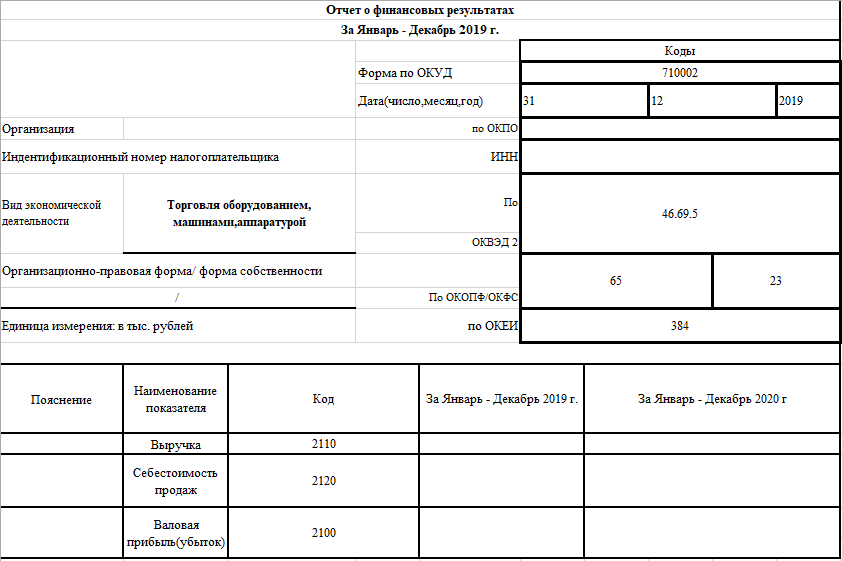 Отчет о финансовых результатах
За Январь - Декабрь 2019 г.
Коды
Форма по ОКУД 710002
Дата(число,месяц,год) 31 12 2019
Организация по ОКПО
Индентификационный номер налогоплательщика ИНН
Вид экономической
деятельности
Торговля оборудованием,
машинами,аппаратурой
По
ОКВЭД 2
46.69.5
Организационно-правовая форма/ форма собственности
65 23
/ По ОКОПФ/ОКФС
Единица измерения: в тыс. рублей по ОКЕИ 384
Пояснение
Наименование
показателя
Код За Январь - Декабрь 2019 г. За Январь - Декабрь 2020 г
Выручка 2110
Себестоимость
продаж
2120
Валовая
прибыль(убыток)
2100